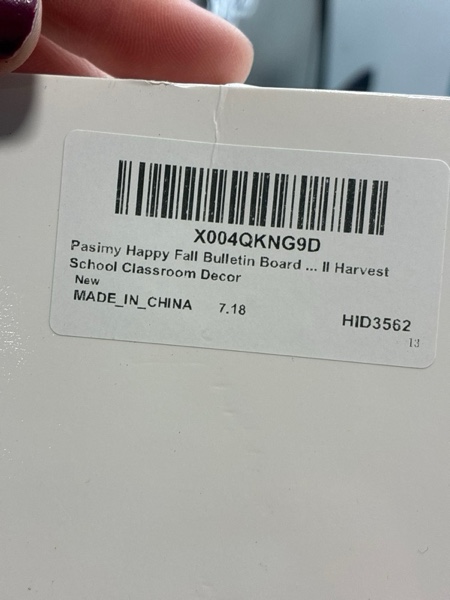 X004QKNG9D
Pasimy Happy Fall Bulletin Board ... ll Harvest
School Classroom Decor
New
MADE_IN_CHINA 7.18
HID3562
13